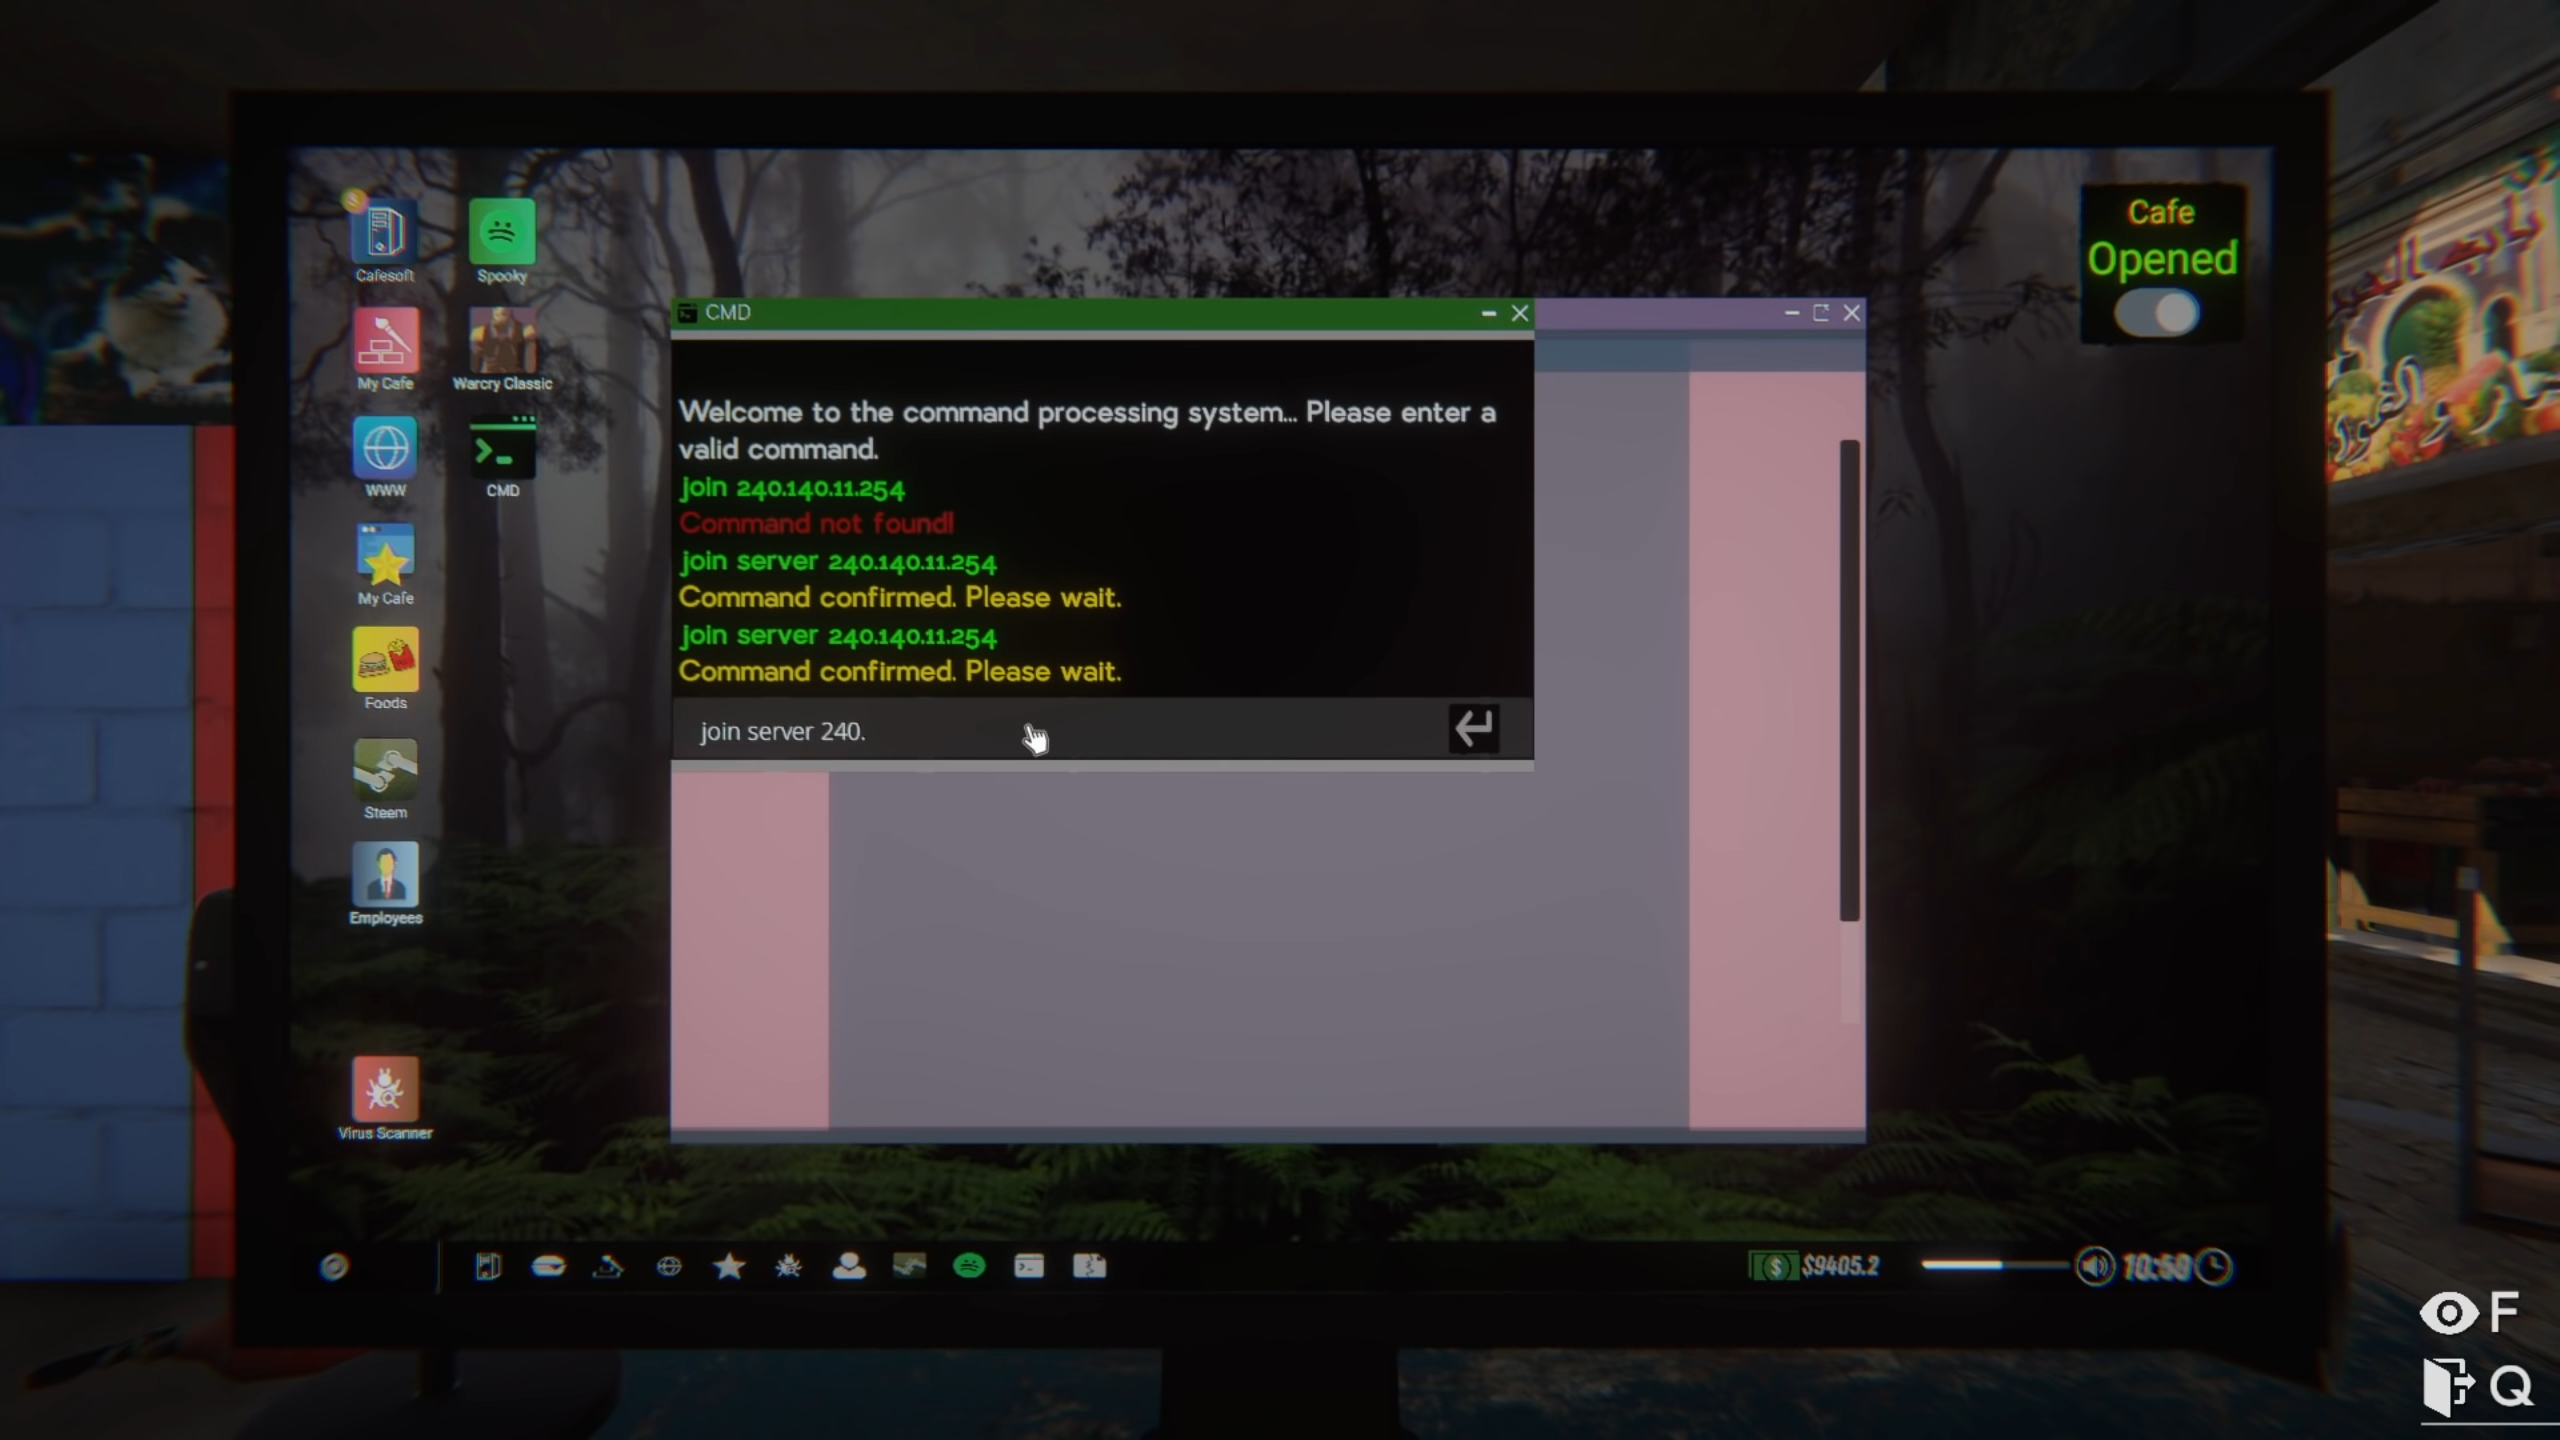 Cafe
Opened
Cafesoft
Spooky
My Cafe
Warcry Classic
WWW
CMD
My Cafe
Foods
Steem
Employees
Virus Scanner
CMD
Welcome to the command processing system... Please enter a
valid command.
join 240.140.11.254
Command not found!
join server 240.140.11.254
Command confirmed. Please wait.
join server 240.140.11.254
Command confirmed. Please wait.
join server 240.
$9405.2
F
Q